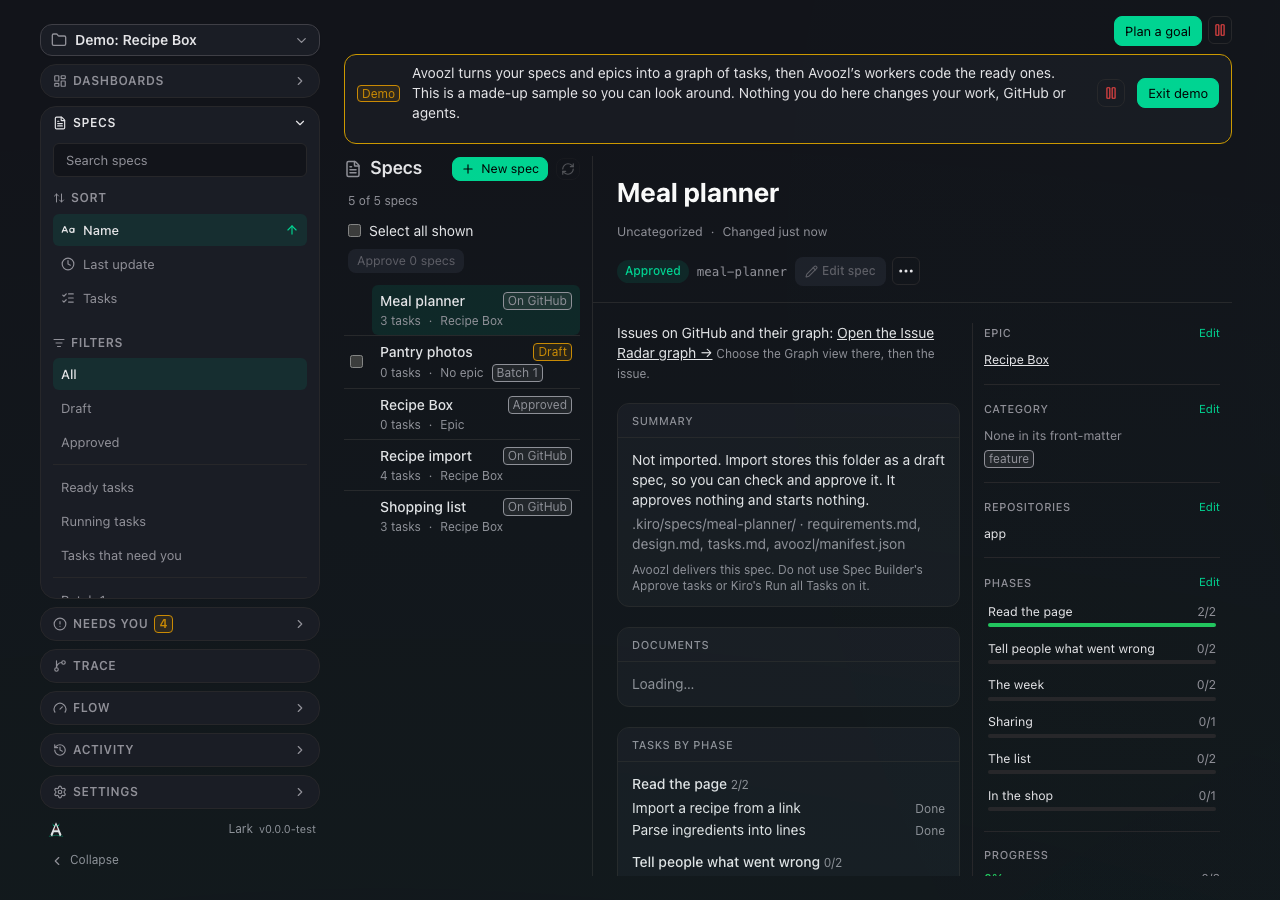 Demo: Recipe Box
DASHBOARDS
SPECS
Search specs
SORT
Aa Name
Last update
Tasks
FILTERS
All
Draft
Approved
Ready tasks
Running tasks
Tasks that need you
NEEDS YOU 4
TRACE
FLOW
ACTIVITY
SETTINGS
A
Lark v0.0.0-test
Collapse
Plan a goal
Demo
Avoozl turns your specs and epics into a graph of tasks, then Avoozl's workers code the ready ones.
This is a made-up sample so you can look around. Nothing you do here changes your work, GitHub or
agents.
Exit demo
Specs
New spec
5 of 5 specs
Select all shown
Approve 0 specs
Meal planner On GitHub
3 tasks · Recipe Box
Pantry photos Draft
0 tasks · No epic Batch 1
Recipe Box Approved
0 tasks · Epic
Recipe import On GitHub
4 tasks · Recipe Box
Shopping list On GitHub
3 tasks · Recipe Box
Meal planner
Uncategorized · Changed just now
Approved meal-planner Edit spec
Issues on GitHub and their graph: Open the Issue
Radar graph → Choose the Graph view there, then the
issue.
SUMMARY
Not imported. Import stores this folder as a draft
spec, so you can check and approve it. It
approves nothing and starts nothing.
.kiro/specs/meal-planner/ · requirements.md,
design.md, tasks.md, avoozl/manifest.json
Avoozl delivers this spec. Do not use Spec Builder's
Approve tasks or Kiro's Run all Tasks on it.
DOCUMENTS
Loading…
TASKS BY PHASE
Read the page 2/2
Import a recipe from a link Done
Parse ingredients into lines Done
Tell people what went wrong 0/2
EPIC Edit
Recipe Box
CATEGORY Edit
None in its front-matter
feature
REPOSITORIES Edit
app
PHASES Edit
Read the page 2/2
Tell people what went wrong 0/2
The week 0/2
Sharing 0/1
The list 0/2
In the shop 0/1
PROGRESS